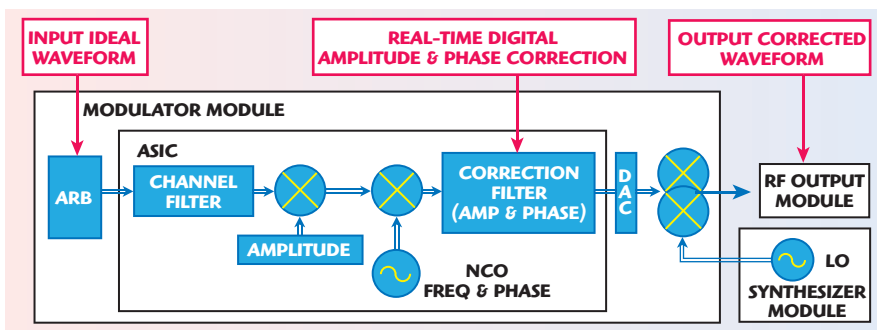 INPUT IDEAL
WAVEFORM
REAL-TIME DIGITAL
AMPLITUDE & PHASE CORRECTION
OUTPUT CORRECTED
WAVEFORM
MODULATOR MODULE
ASIC
ARB
CHANNEL
FILTER
AMPLITUDE
NCO
FREQ & PHASE
CORRECTION
FILTER
(AMP & PHASE)
DAC
RF OUTPUT
MODULE
LO
SYNTHESIZER
MODULE